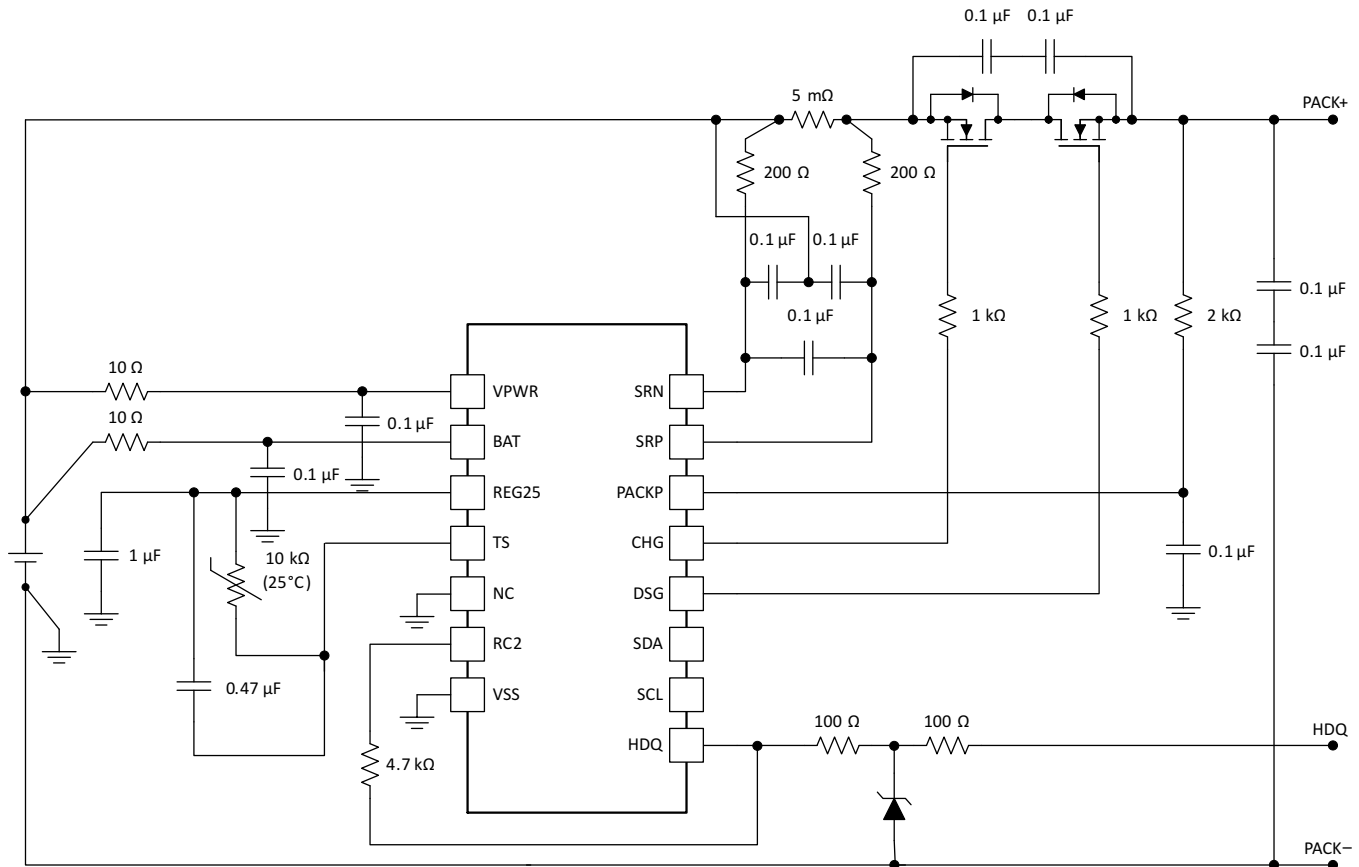 0.1 µF 0.1 µF
5 mΩ
PACK+
200 Ω
200 Ω
0.1 µF 0.1 µF
0.1 µF
1 kΩ
1 kΩ
2 kΩ
0.1 µF
0.1 µF
10 Ω
VPWR
SRN
0.1 µF
10 Ω
BAT
SRP
0.1 µF
REG25
PACKP
1 µF
10 kΩ
(25°C)
TS
CHG
0.1 µF
NC
DSG
RC2
SDA
0.47 µF
VSS
SCL
100 Ω
100 Ω
HDQ
HDQ
4.7 kΩ
PACK–